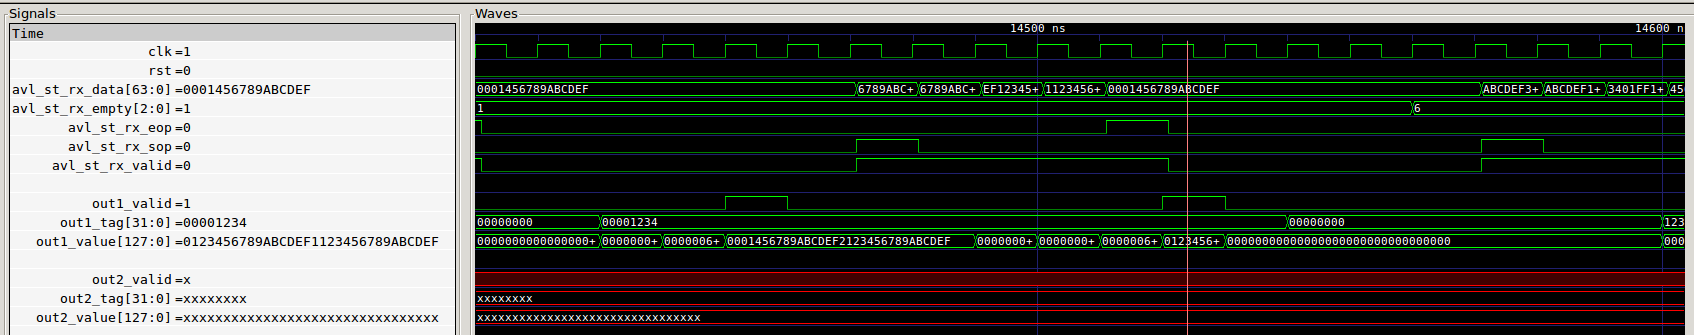 Signals
Waves
Time
14500 ns
14600 n
clk=1
rst=0
avl_st_rx_data[63:0]=0001456789ABCDEF
0001456789ABCDEF 6789ABC+ 6789ABC+ EF12345+ 1123456+ 0001456789ABCDEF ABCDEF3+ ABCDEF1+ 3401FF1+ 450
avl_st_rx_empty[2:0]=1
1 6
avl_st_rx_eop=0
avl_st_rx_sop=0
avl_st_rx_valid=0
out1_valid=1
out1_tag[31:0]=00001234
00000000 00001234 00000000 123
out1_value[127:0]=0123456789ABCDEF1123456789ABCDEF
00000000000000+ 0000000+ 0000006+ 0001456789ABCDEF2123456789ABCDEF 0000000+ 0000000+ 0000006+ 0123456+ 00000000000000000000000000000000 000
out2_valid=x
out2_tag[31:0]=xxxxxxxx
xxxxxxxx
out2_value[127:0]=xxxxxxxxxxxxxxxxxxxxxxxxxxxxxxxx
xxxxxxxxxxxxxxxxxxxxxxxxxxxxxxxx